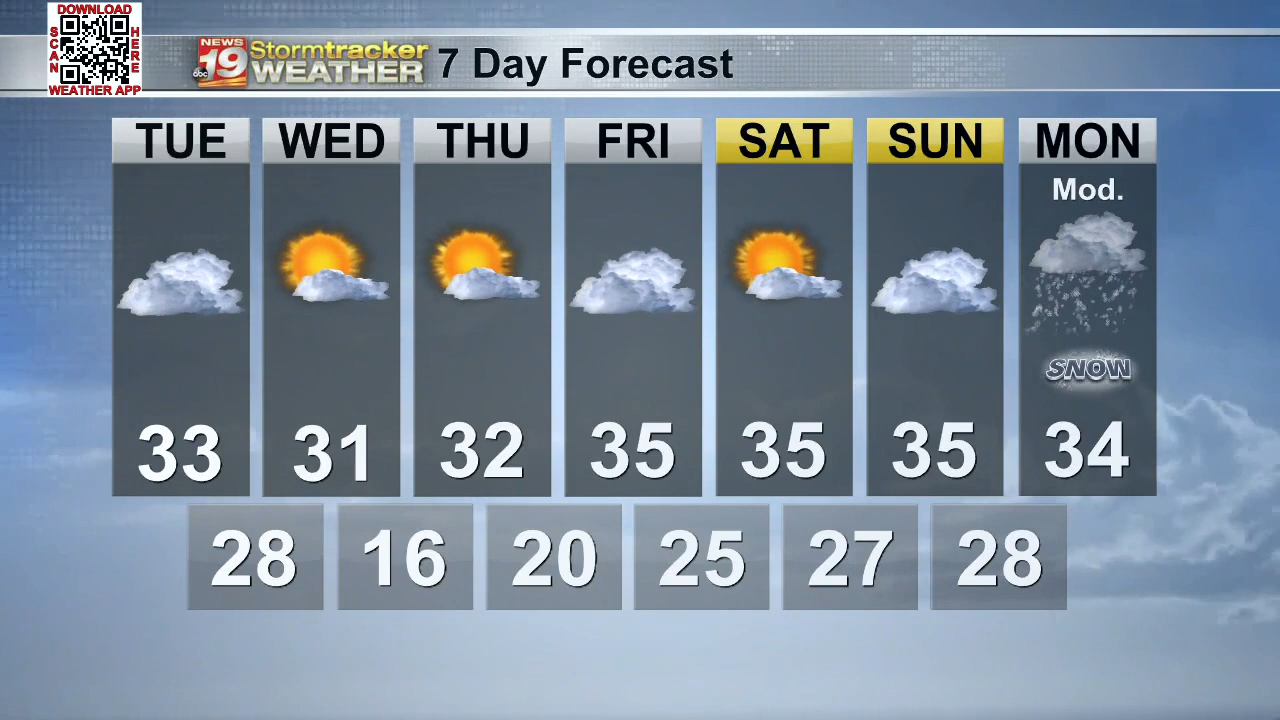 DOWNLOAD
SCAN
HERE
WEATHER APP
NEWS
abc 19
Stormtracker
WEATHER
7 Day Forecast
TUE WED THU FRI SAT SUN MON
Mod.
SNOW
33 31 32 35 35 35 34
28 16 20 25 27 28